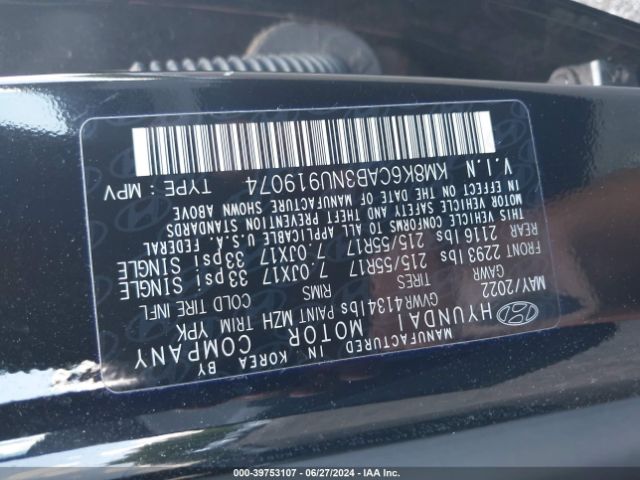 MANUFACTURED IN KOREA BY
HYUNDAI MOTOR COMPANY
MAY/2022 GVWR4134lbs PAINT MZH TRIM YPK
GAWR TIRES RIMS COLD TIRE INFL
FRONT 2293 lbs 215/55R17 7.0JX17 33psi SINGLE
REAR 2116 lbs 215/55R17 7.0JX17 33psi SINGLE
THIS VEHICLE CONFORMS TO ALL APPLICABLE U.S.A. FEDERAL
MOTOR VEHICLE SAFETY AND THEFT PREVENTION STANDARDS
IN EFFECT ON THE DATE OF MANUFACTURE SHOWN ABOVE
V.I.N KM8K6CAB3NU919074 TYPE : MPV
000-39753107 - 06/27/2024 - IAA Inc.